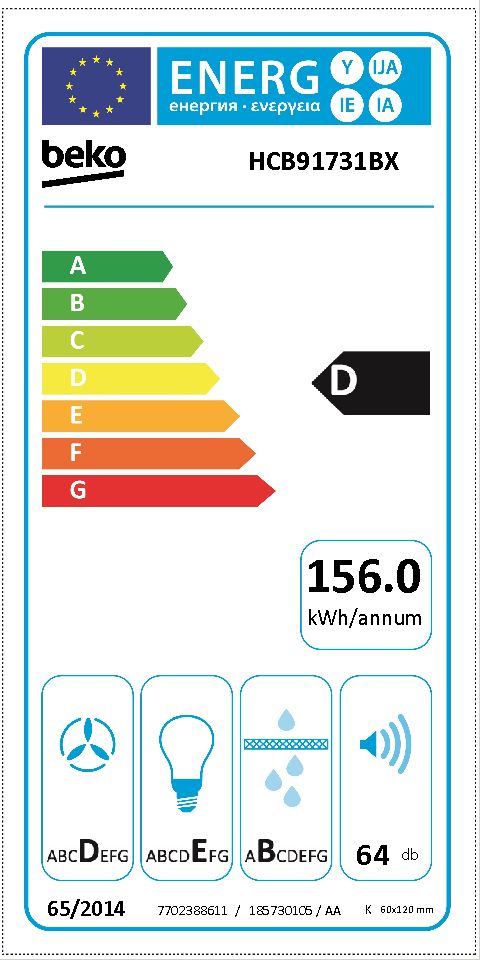 ENERG Y IJA
енергия · ενεργεια IE IA
beko HCB91731BX
A
B
C
D
D
E
F
G
156.0
kWh/annum
ABCDEFG ABCDEFG ABCDEFG 64 db
65/2014 7702388611 / 185730105 / AA K 60x120 mm